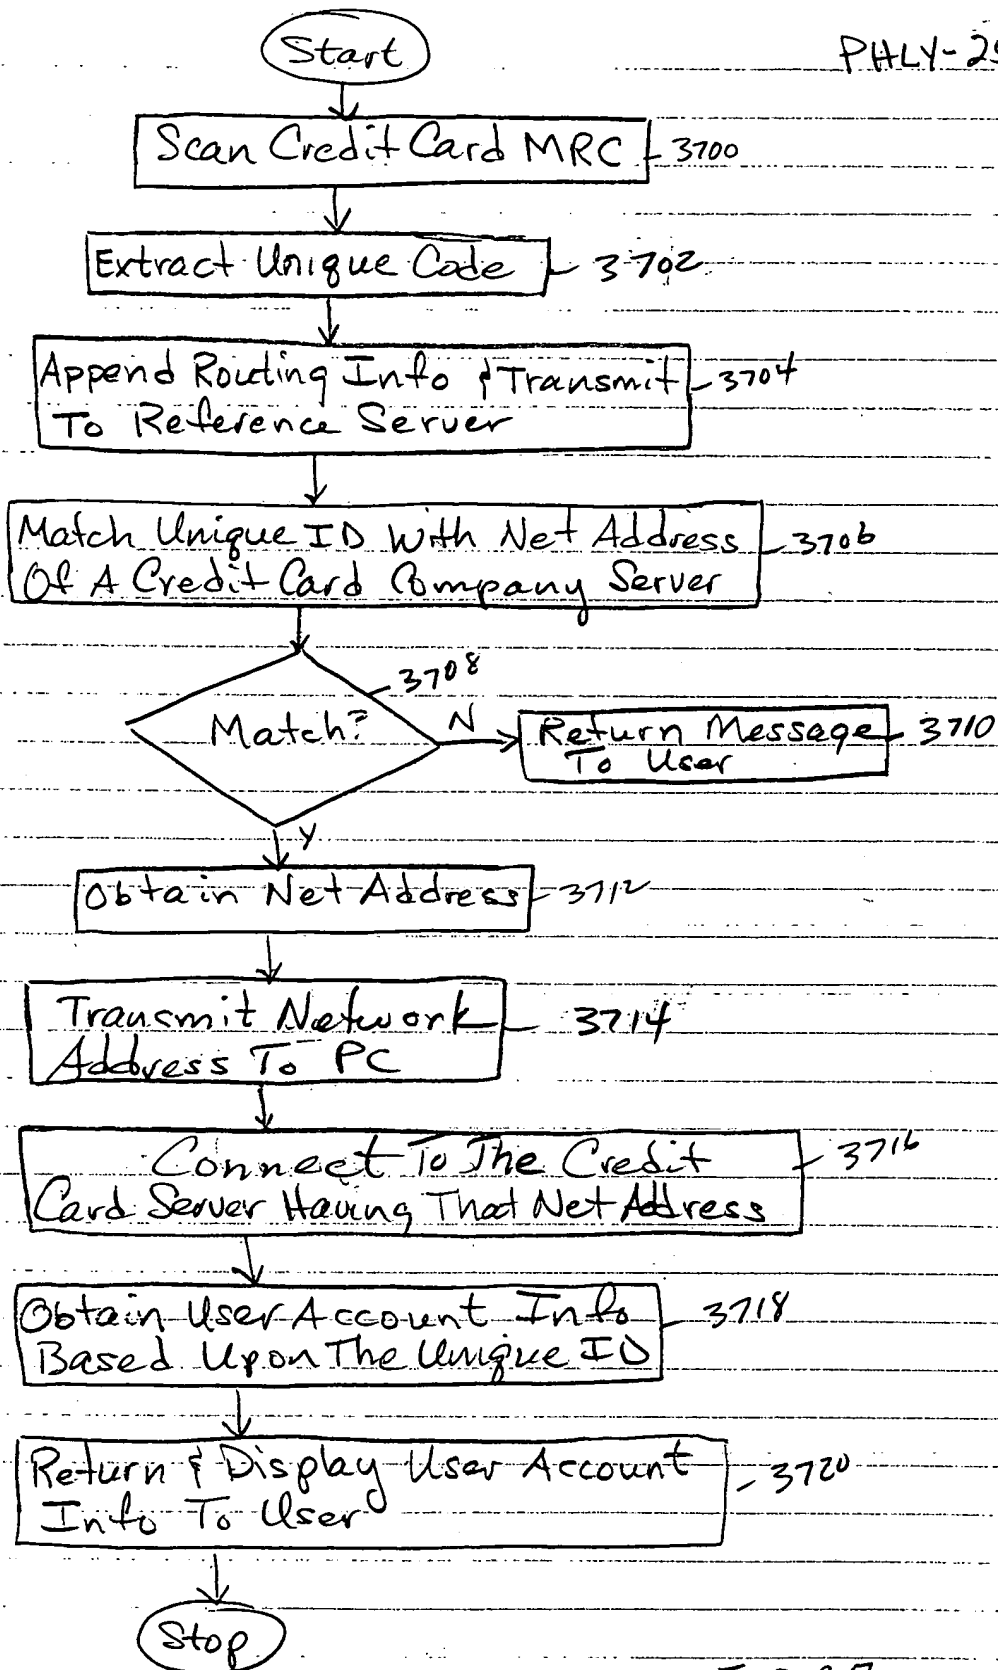 Start
PHLY-25
Scan Credit Card MRC
3700
Extract Unique Code
3702
Append Routing Info & Transmit
To Reference Server
3704
Match Unique ID With Net Address
Of A Credit Card Company Server
3706
3708
Match?
N
Return Message
To User
3710
Y
Obtain Net Address
3712
Transmit Network
Address To PC
3714
Connect To The Credit
Card Server Having That Net Address
3716
Obtain User Account Info
Based Upon The Unique ID
3718
Return & Display User Account
Info To User
3720
Stop